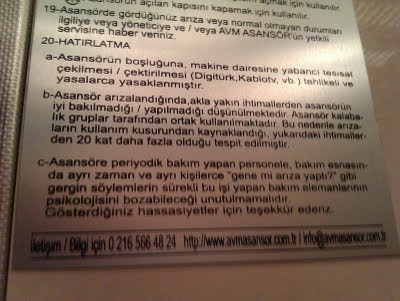 Asansörün açılan kapısını kapamak için kullanılır.
19-Asansörde gördüğünüz arıza veya normal olmayan durumları
ilgiliye veya yöneticiye ve / veya AVM ASANSÖR'ün yetkili
servisine haber veriniz.
20-HATIRLATMA
a-Asansörün boşluğuna, makine dairesine yabancı tesisat
çekilmesi / çektirilmesi (Digitürk,Kablotv, vb.) tehlikeli ve
yasalarca yasaklanmıştır.
b-Asansör arızalandığında,akla yakın ihtimallerden asansörün
iyi bakılmadığı / yapılmadığı düşünülmektedir. Asansör kalaba-
lık gruplar tarafından ortak kullanılmaktadır. Bu nedenle arıza-
ların kullanım kusurundan kaynaklandığı, yukarıdaki ihtimaller-
den 20 kat daha fazla olduğu tespit edilmiştir.
c-Asansöre periyodik bakım yapan personele, bakım esnasın-
da ayrı zaman ve ayrı kişilerce "gene mi arıza yaptı?" gibi
gergin söylemlerin sürekli bu işi yapan bakım elemanlarının
psikolojisini bozabileceği unutulmamalıdır.
Gösterdiğiniz hassasiyetler için teşekkür ederiz.
İletişim / Bilgi için 0 216 566 48 24 http://www.avmasansor.com.tr / info@avmasansor.com.tr